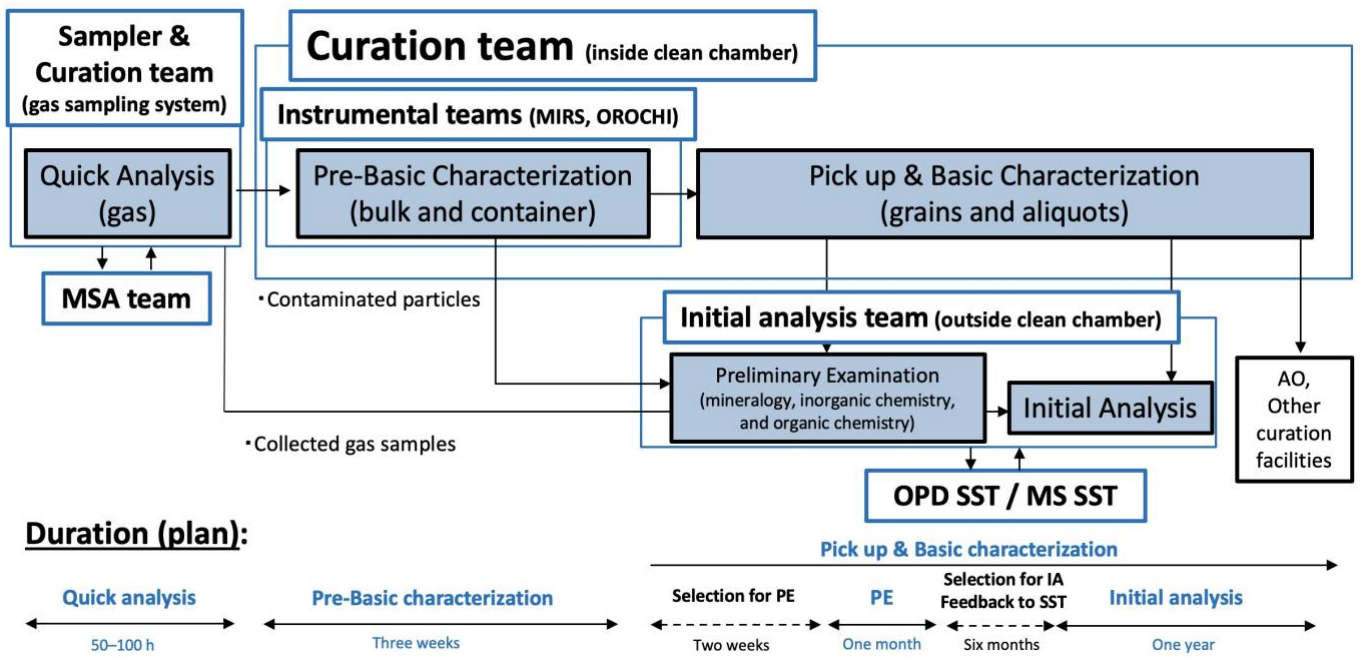 Sampler &
Curation team
(gas sampling system)
Curation team (inside clean chamber)
Instrumental teams (MIRS, OROCHI)
Quick Analysis
(gas)
Pre-Basic Characterization
(bulk and container)
Pick up & Basic Characterization
(grains and aliquots)
MSA team
・Contaminated particles
Initial analysis team (outside clean chamber)
Preliminary Examination
(mineralogy, inorganic chemistry,
and organic chemistry)
Initial Analysis
AO,
Other
curation
facilities
・Collected gas samples
OPD SST / MS SST
Duration (plan):
Pick up & Basic characterization
Quick analysis
Pre-Basic characterization
Selection for PE
PE
Selection for IA
Feedback to SST
Initial analysis
50–100 h
Three weeks
Two weeks
One month
Six months
One year